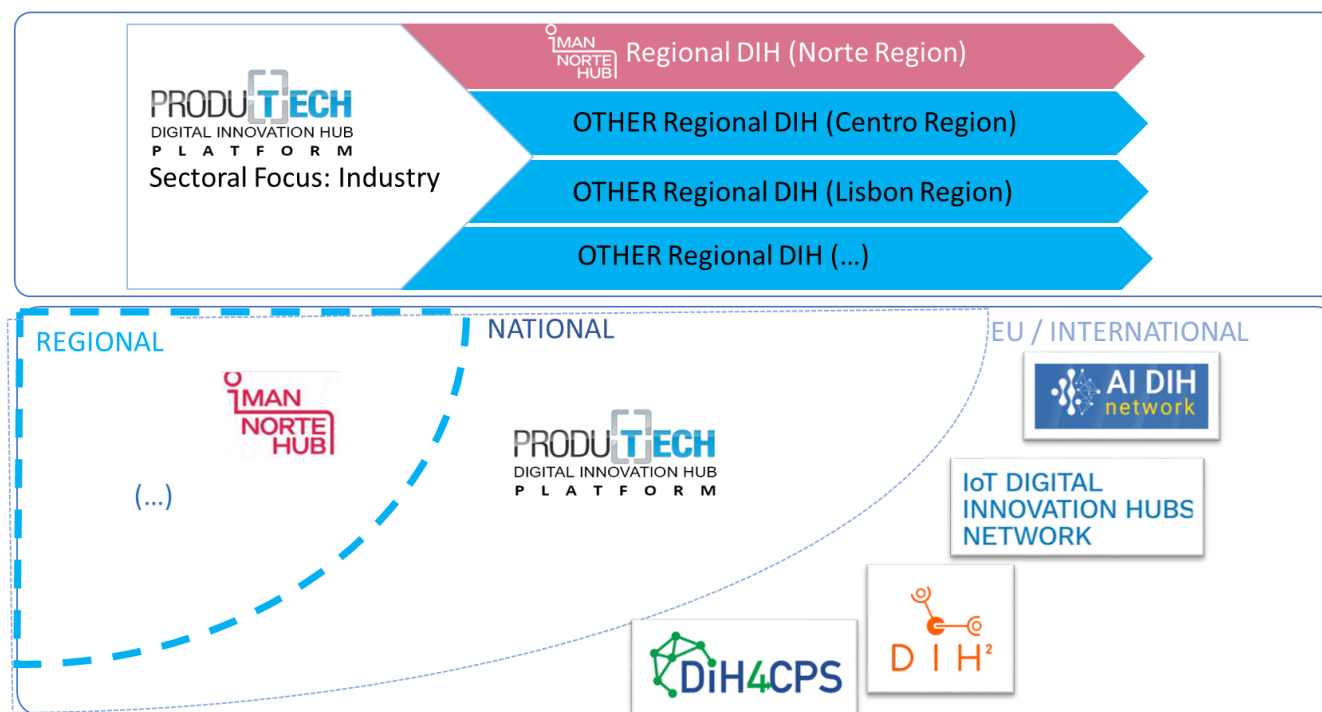 PRODUTECH
DIGITAL INNOVATION HUB
PLATFORM
Sectoral Focus: Industry
iMAN
NORTE
HUB
Regional DIH (Norte Region)
OTHER Regional DIH (Centro Region)
OTHER Regional DIH (Lisbon Region)
OTHER Regional DIH (...)
REGIONAL
NATIONAL
EU / INTERNATIONAL
iMAN
NORTE
HUB
(...)
PRODUTECH
DIGITAL INNOVATION HUB
PLATFORM
AI DIH
network
IoT DIGITAL
INNOVATION HUBS
NETWORK
DIH²
DiH4CPS